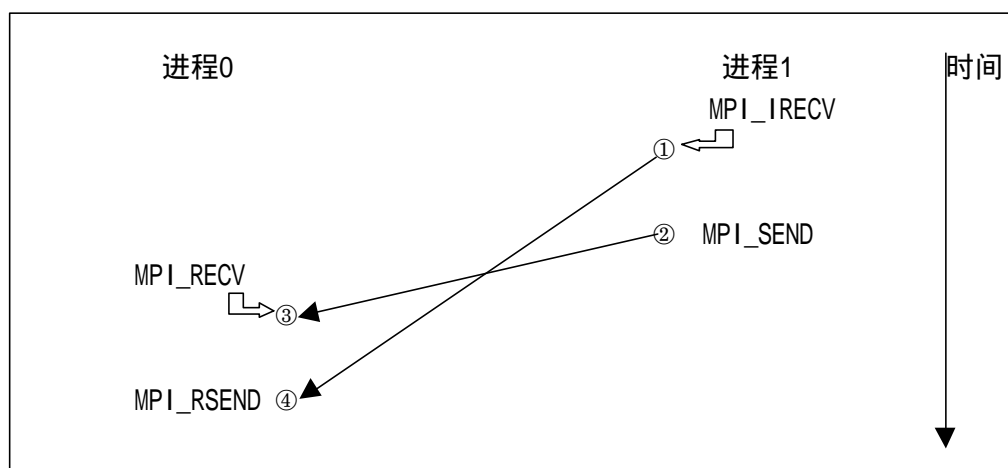 进程0 进程1 时间
MPI_IRECV
①
② MPI_SEND
MPI_RECV
③
MPI_RSEND ④